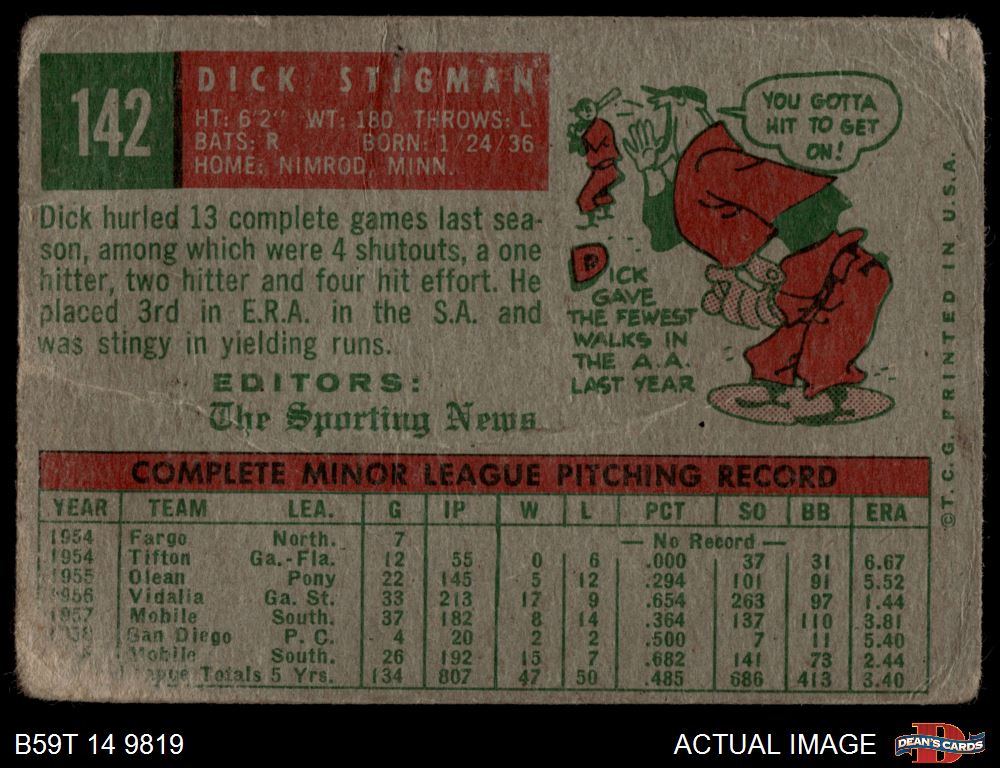 142
DICK STIGMAN
HT: 6'2" WT: 180 THROWS: L
BATS: R BORN: 1/24/36
HOME: NIMROD, MINN.
Dick hurled 13 complete games last sea-
son, among which were 4 shutouts, a one
hitter, two hitter and four hit effort. He
placed 3rd in E.R.A. in the S.A. and
was stingy in yielding runs.
EDITORS:
The Sporting News
YOU GOTTA
HIT TO GET
ON!
DICK
GAVE
THE FEWEST
WALKS IN
THE A.A.
LAST YEAR
© T.C.G. PRINTED IN U.S.A.
COMPLETE MINOR LEAGUE PITCHING RECORD
YEAR TEAM LEA. G IP W L PCT SO BB ERA
1954 Fargo North. 7 — No Record —
1954 Tifton Ga.-Fla. 12 55 0 6 .000 37 31 6.67
1955 Olean Pony 22 145 5 12 .294 101 91 5.52
1956 Vidalia Ga. St. 33 213 17 9 .654 263 97 1.44
1957 Mobile South. 37 182 8 14 .364 137 110 3.81
1958 San Diego P. C. 4 20 2 2 .500 7 11 5.40
Mobile South. 26 192 15 7 .682 141 73 2.44
Totals 5 Yrs. 134 807 47 50 .485 686 413 3.40
B59T 14 9819
ACTUAL IMAGE
DEAN'S CARDS